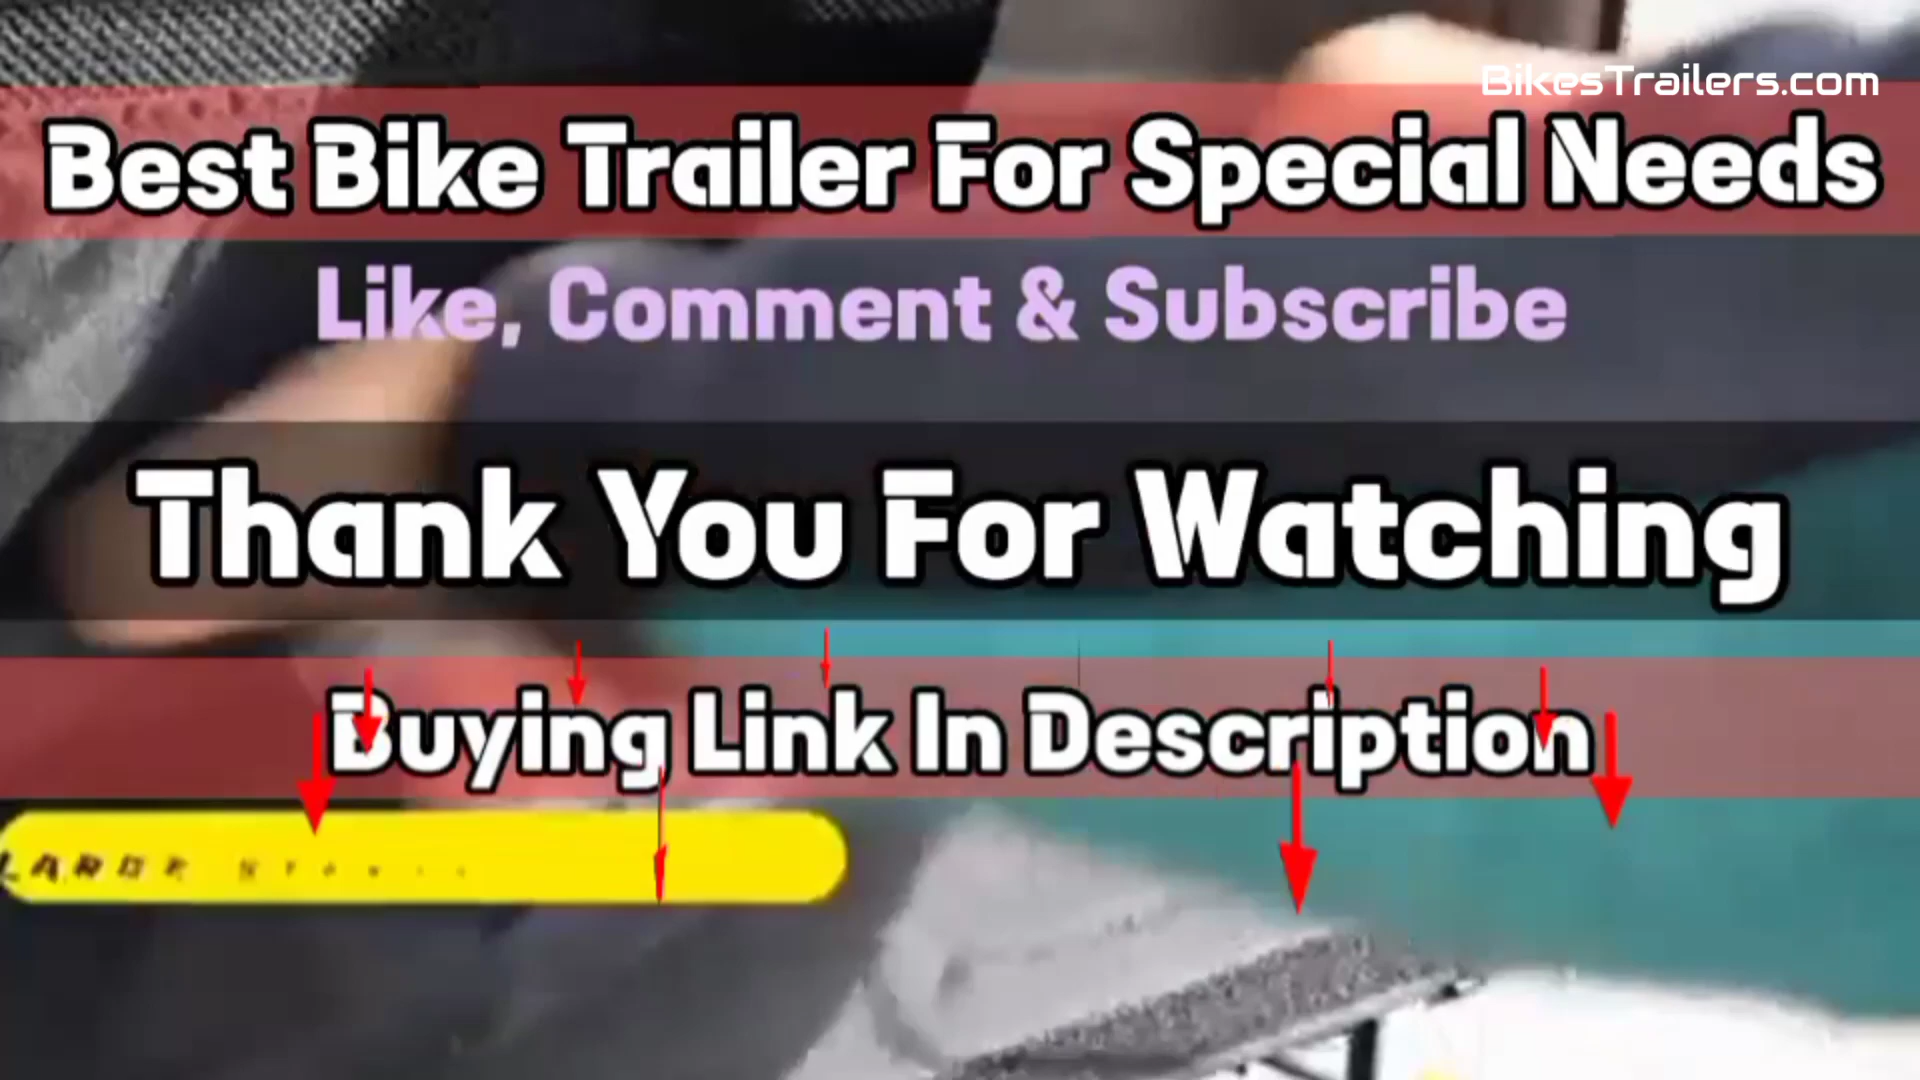 BikesTrailers.com
Best Bike Trailer For Special Needs
Like, Comment & Subscribe
Thank You For Watching
Buying Link In Description
LARGE